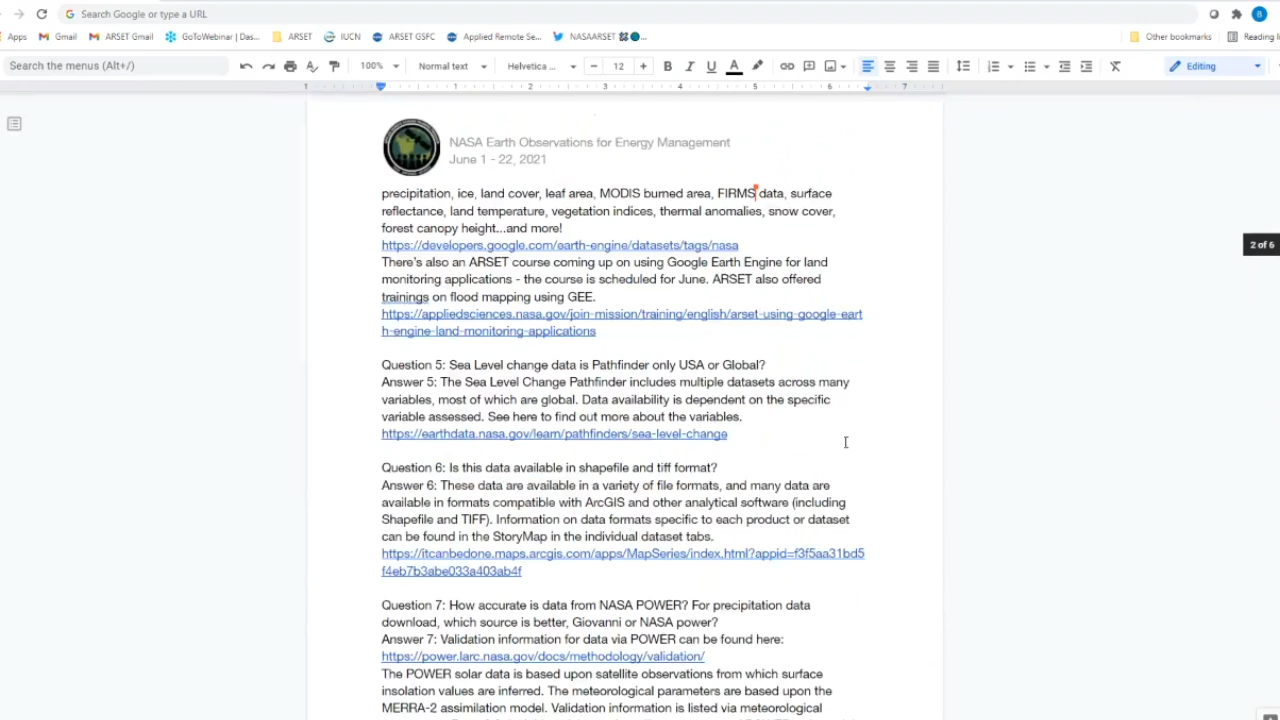 Search Google or type a URL
Apps Gmail ARSET Gmail GoToWebinar | Das... ARSET IUCN ARSET GSFC Applied Remote Se... NASAARSET Other bookmarks Reading li
Search the menus (Alt+/) 100% Normal text Helvetica ... 12 B I U A Editing
1 1 2 3 4 5 6 7
NASA Earth Observations for Energy Management
June 1 - 22, 2021
precipitation, ice, land cover, leaf area, MODIS burned area, FIRMS data, surface
reflectance, land temperature, vegetation indices, thermal anomalies, snow cover,
forest canopy height...and more!
https://developers.google.com/earth-engine/datasets/tags/nasa
2 of 6
There's also an ARSET course coming up on using Google Earth Engine for land
monitoring applications - the course is scheduled for June. ARSET also offered
trainings on flood mapping using GEE.
https://appliedsciences.nasa.gov/join-mission/training/english/arset-using-google-eart
h-engine-land-monitoring-applications
Question 5: Sea Level change data is Pathfinder only USA or Global?
Answer 5: The Sea Level Change Pathfinder includes multiple datasets across many
variables, most of which are global. Data availability is dependent on the specific
variable assessed. See here to find out more about the variables.
https://earthdata.nasa.gov/learn/pathfinders/sea-level-change
Question 6: Is this data available in shapefile and tiff format?
Answer 6: These data are available in a variety of file formats, and many data are
available in formats compatible with ArcGIS and other analytical software (including
Shapefile and TIFF). Information on data formats specific to each product or dataset
can be found in the StoryMap in the individual dataset tabs.
https://itcanbedone.maps.arcgis.com/apps/MapSeries/index.html?appid=f3f5aa31bd5
f4eb7b3abe033a403ab4f
Question 7: How accurate is data from NASA POWER? For precipitation data
download, which source is better, Giovanni or NASA power?
Answer 7: Validation information for data via POWER can be found here:
https://power.larc.nasa.gov/docs/methodology/validation/
The POWER solar data is based upon satellite observations from which surface
insolation values are inferred. The meteorological parameters are based upon the
MERRA-2 assimilation model. Validation information is listed via meteorological